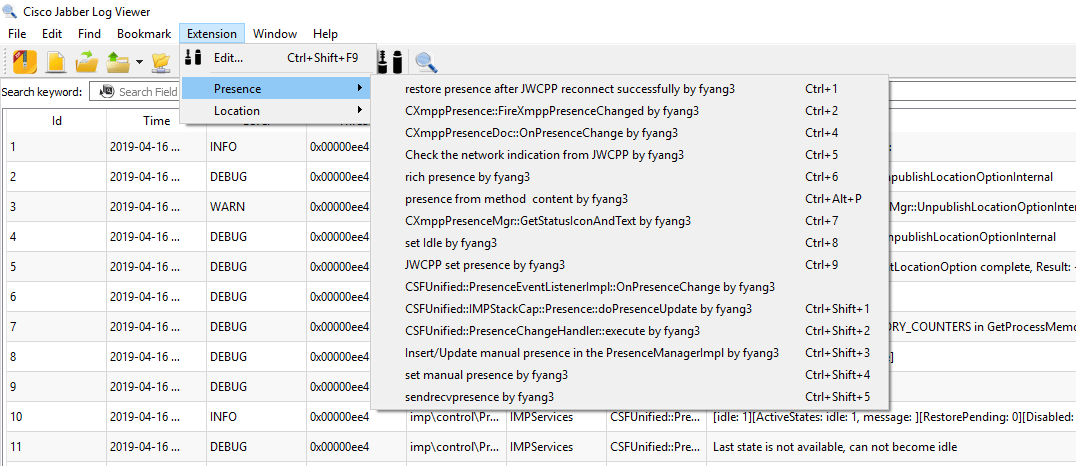 Cisco Jabber Log Viewer
File Edit Find Bookmark Extension Window Help
Edit... Ctrl+Shift+F9
Presence
Location
Search keyword: Search Field
restore presence after JWCPP reconnect successfully by fyang3 Ctrl+1
CXmppPresence::FireXmppPresenceChanged by fyang3 Ctrl+2
CXmppPresenceDoc::OnPresenceChange by fyang3 Ctrl+4
Check the network indication from JWCPP by fyang3 Ctrl+5
rich presence by fyang3 Ctrl+6
presence from method content by fyang3 Ctrl+Alt+P
CXmppPresenceMgr::GetStatusIconAndText by fyang3 Ctrl+7
set Idle by fyang3 Ctrl+8
JWCPP set presence by fyang3 Ctrl+9
CSFUnified::PresenceEventListenerImpl::OnPresenceChange by fyang3
CSFUnified::IMPStackCap::Presence::doPresenceUpdate by fyang3 Ctrl+Shift+1
CSFUnified::PresenceChangeHandler::execute by fyang3 Ctrl+Shift+2
Insert/Update manual presence in the PresenceManagerImpl by fyang3 Ctrl+Shift+3
set manual presence by fyang3 Ctrl+Shift+4
sendrecvpresence by fyang3 Ctrl+Shift+5
Id Time
1 2019-04-16 ... INFO 0x00000ee4
2 2019-04-16 ... DEBUG 0x00000ee4 npublishLocationOptionInternal
3 2019-04-16 ... WARN 0x00000ee4 Mgr::UnpublishLocationOptionInte
4 2019-04-16 ... DEBUG 0x00000ee4 npublishLocationOptionInternal
5 2019-04-16 ... DEBUG 0x00000ee4 tLocationOption complete, Result: -
6 2019-04-16 ... DEBUG 0x00000ee4
7 2019-04-16 ... DEBUG 0x00000ee4 RY_COUNTERS in GetProcessMemo
8 2019-04-16 ... DEBUG 0x00000ee4 ]
9 2019-04-16 ... DEBUG 0x00000ee4
10 2019-04-16 ... INFO 0x00000ee4 imp\control\Pr... IMPServices CSFUnified::Pre... [idle: 1][ActiveStates: idle: 1, message: ][RestorePending: 0][Disabled:
11 2019-04-16 ... DEBUG 0x00000ee4 imp\control\Pr... IMPServices CSFUnified::Pre... Last state is not available, can not become idle